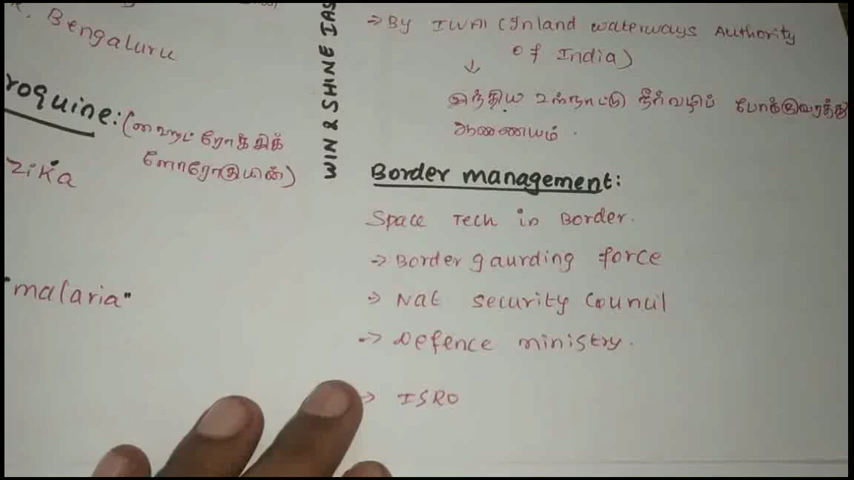 Bengaluru
roquine: (ஹைட்ரோக்ஸிக்
ளோரோகுயின்)
Zika
"malaria"
WIN & SHINE IAS
→ By IWAI (Inland waterways Authority
of India)
↓
இந்திய உள்நாட்டு நீர்வழிப் போக்குவரத்து
ஆணையம்.
Border management:
Space Tech in Border.
→ Border gaurding force
→ Nat security Council
→ Defence ministry.
→ ISRO